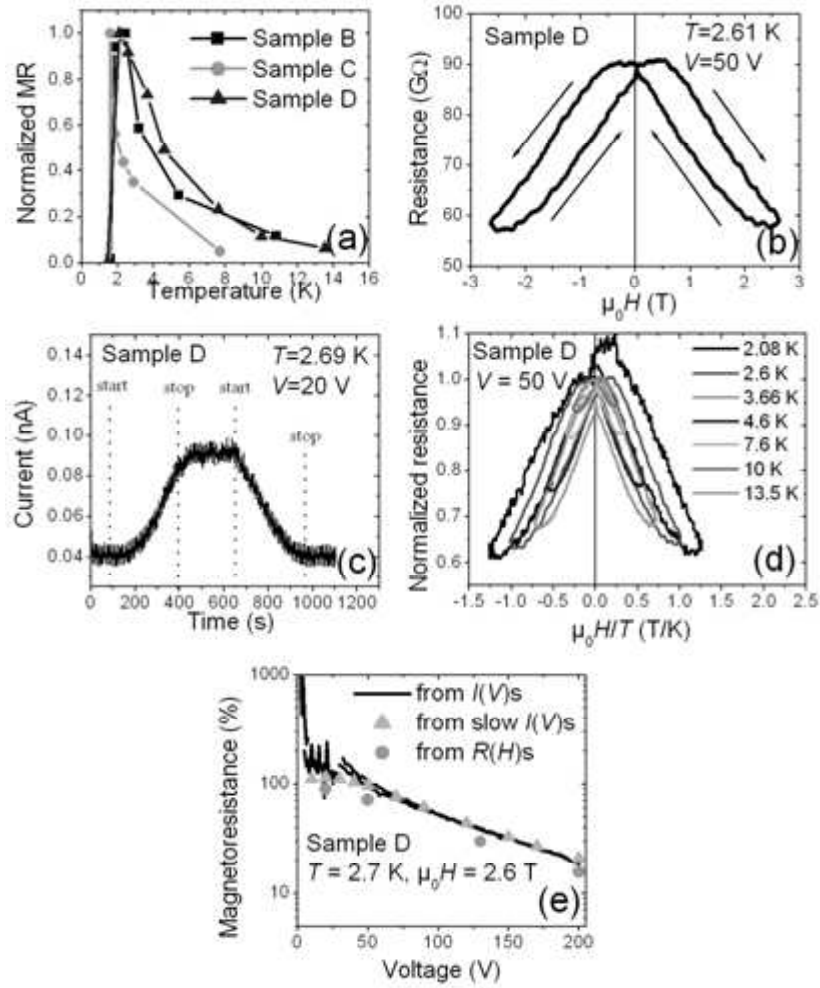 1.0
0.8
0.6
0.4
0.2
0.0
Normalized MR
Sample B
Sample C
Sample D
(a)
0 2 4 6 8 10 12 14 16
Temperature (K)
100
90
80
70
60
50
Resistance (GΩ)
Sample D
T=2.61 K
V=50 V
(b)
-3 -2 -1 0 1 2 3
μ₀H (T)
0.14
0.12
0.10
0.08
0.06
0.04
Current (nA)
Sample D
T=2.69 K
V=20 V
start stop start stop
(c)
0 200 400 600 800 1000 1200
Time (s)
1.1
1.0
0.9
0.8
0.7
0.6
Normalized resistance
Sample D
V = 50 V
2.08 K
2.6 K
3.66 K
4.6 K
7.6 K
10 K
13.5 K
(d)
-1.5 -1.0 -0.5 0.0 0.5 1.0 1.5 2.0 2.5
μ₀H/T (T/K)
1000
100
10
Magnetoresistance (%)
from I(V)s
from slow I(V)s
from R(H)s
Sample D
T = 2.7 K, μ₀H = 2.6 T
(e)
0 50 100 150 200
Voltage (V)